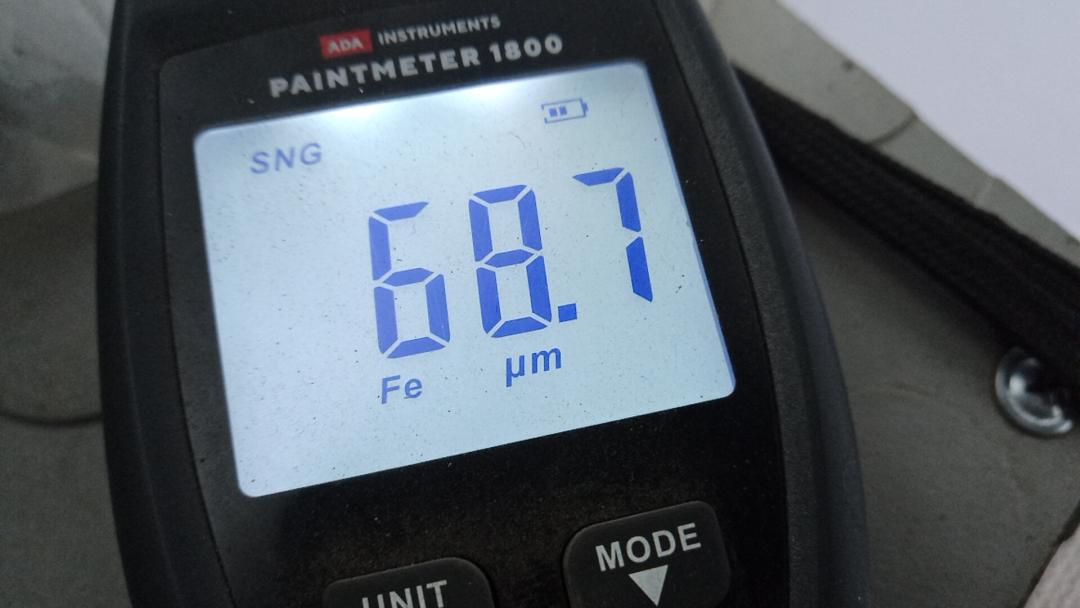 ADA INSTRUMENTS
PAINTMETER 1800
SNG
68.7
Fe µm
UNIT
MODE